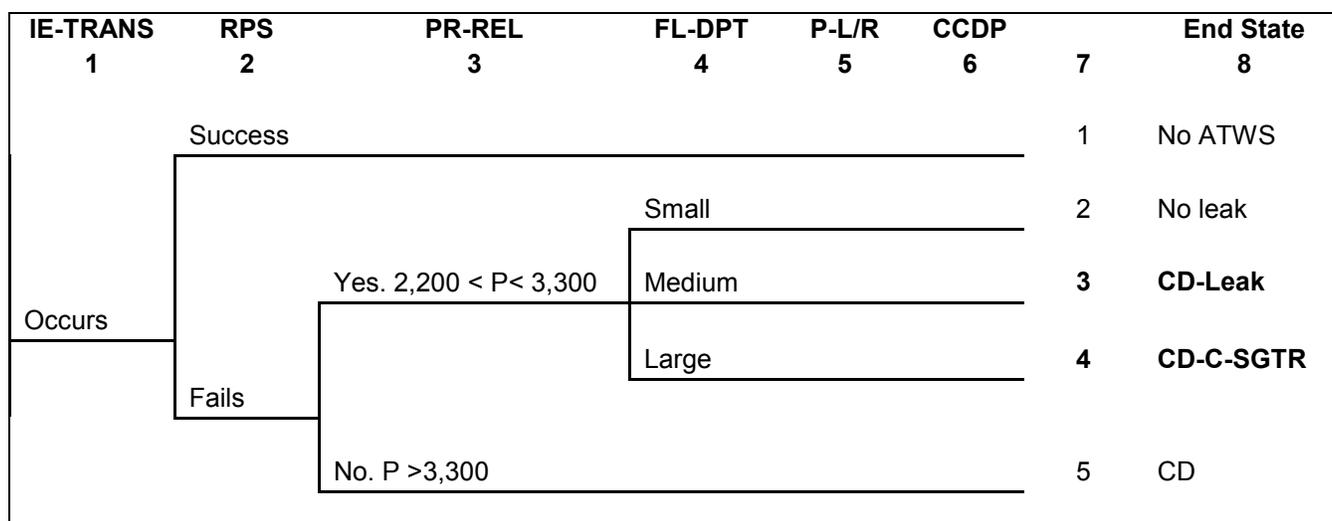 IE-TRANS RPS PR-REL FL-DPT P-L/R CCDP End State
1 2 3 4 5 6 7 8
Success 1 No ATWS
Small 2 No leak
Yes. 2,200 < P< 3,300 Medium 3 CD-Leak
Occurs
Large 4 CD-C-SGTR
Fails
No. P >3,300 5 CD